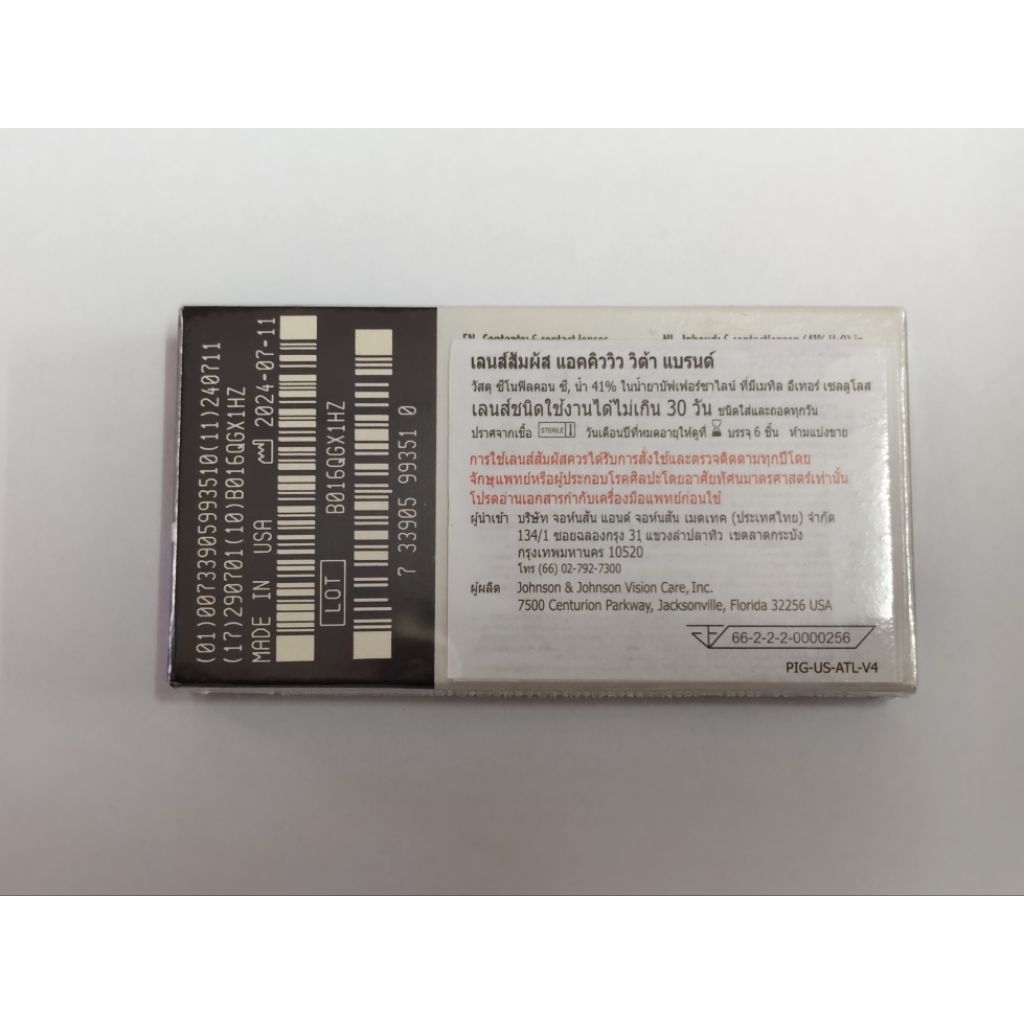 (01)00733905993510(11)240711
(17)290701(10)B016QGX1HZ
MADE IN USA 2024-07-11
LOT B016QGX1HZ
7 33905 99351 0
EN Contents: 6 contact lenses
NL Inhoud: 6 contactlenzen (41% H₂O) in
เลนส์สัมผัส แอคคิววิว วิต้า แบรนด์
วัสดุ ซีโนฟิลคอน ซี, น้ำ 41% ในน้ำยาบัฟเฟอร์ซาไลน์ ที่มีเมทิล อีเทอร์ เซลลูโลส
เลนส์ชนิดใช้งานได้ไม่เกิน 30 วัน ชนิดใส่และถอดทุกวัน
ปราศจากเชื้อ STERILE วันเดือนปีที่หมดอายุให้ดูที่ บรรจุ 6 ชิ้น ห้ามแบ่งขาย
การใช้เลนส์สัมผัสควรได้รับการสั่งใช้และตรวจติดตามทุกปีโดย
จักษุแพทย์หรือผู้ประกอบโรคศิลปะโดยอาศัยทัศนมาตรศาสตร์เท่านั้น
โปรดอ่านเอกสารกำกับเครื่องมือแพทย์ก่อนใช้
ผู้นำเข้า บริษัท จอห์นสัน แอนด์ จอห์นสัน เมดเทค (ประเทศไทย) จำกัด
134/1 ซอยฉลองกรุง 31 แขวงลำปลาทิว เขตลาดกระบัง
กรุงเทพมหานคร 10520
โทร (66) 02-792-7300
ผู้ผลิต Johnson & Johnson Vision Care, Inc.
7500 Centurion Parkway, Jacksonville, Florida 32256 USA
66-2-2-2-0000256
PIG-US-ATL-V4